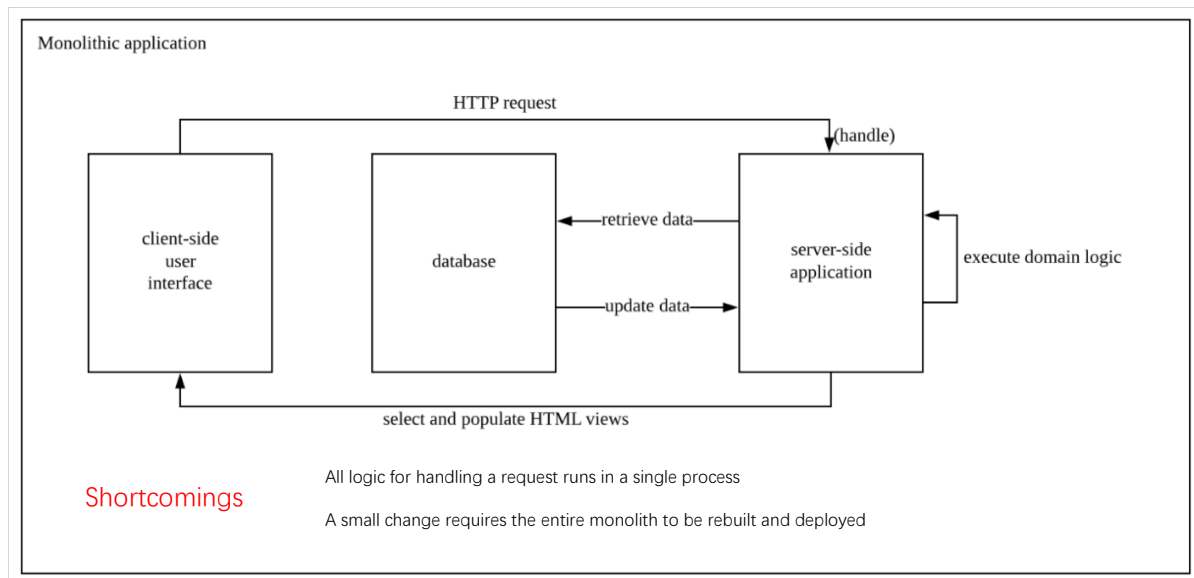 Monolithic application
HTTP request
(handle)
client-side
user
interface
database
retrieve data
update data
server-side
application
execute domain logic
select and populate HTML views
Shortcomings
All logic for handling a request runs in a single process
A small change requires the entire monolith to be rebuilt and deployed